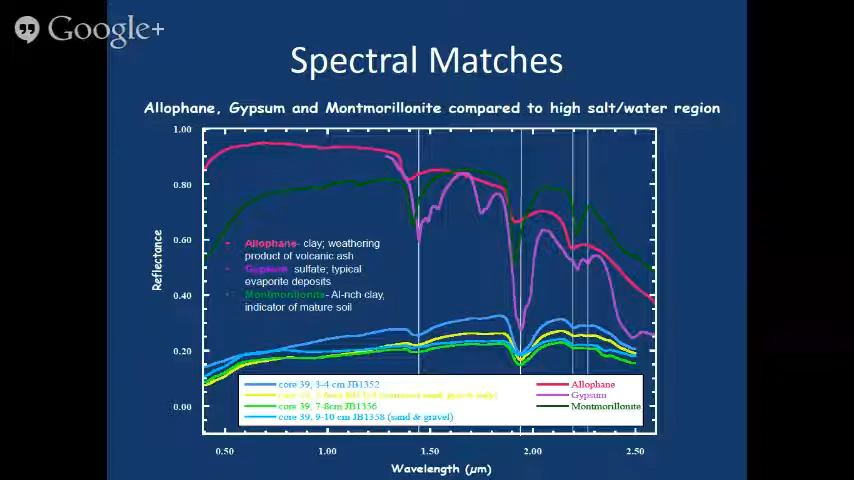 Google+
Spectral Matches
Allophane, Gypsum and Montmorillonite compared to high salt/water region
1.00
0.80
0.60
0.40
0.20
0.00
Reflectance
- Allophane- clay; weathering
product of volcanic ash
- Gypsum- sulfate; typical
evaporite deposits
- Montmorillonite- Al-rich clay,
indicator of mature soil
core 39, 3-4 cm JB1352
core 39, 7-8cm JB1356
core 39, 9-10 cm JB1358 (sand & gravel)
Allophane
Gypsum
Montmorillonite
0.50
1.00
1.50
2.00
2.50
Wavelength (µm)